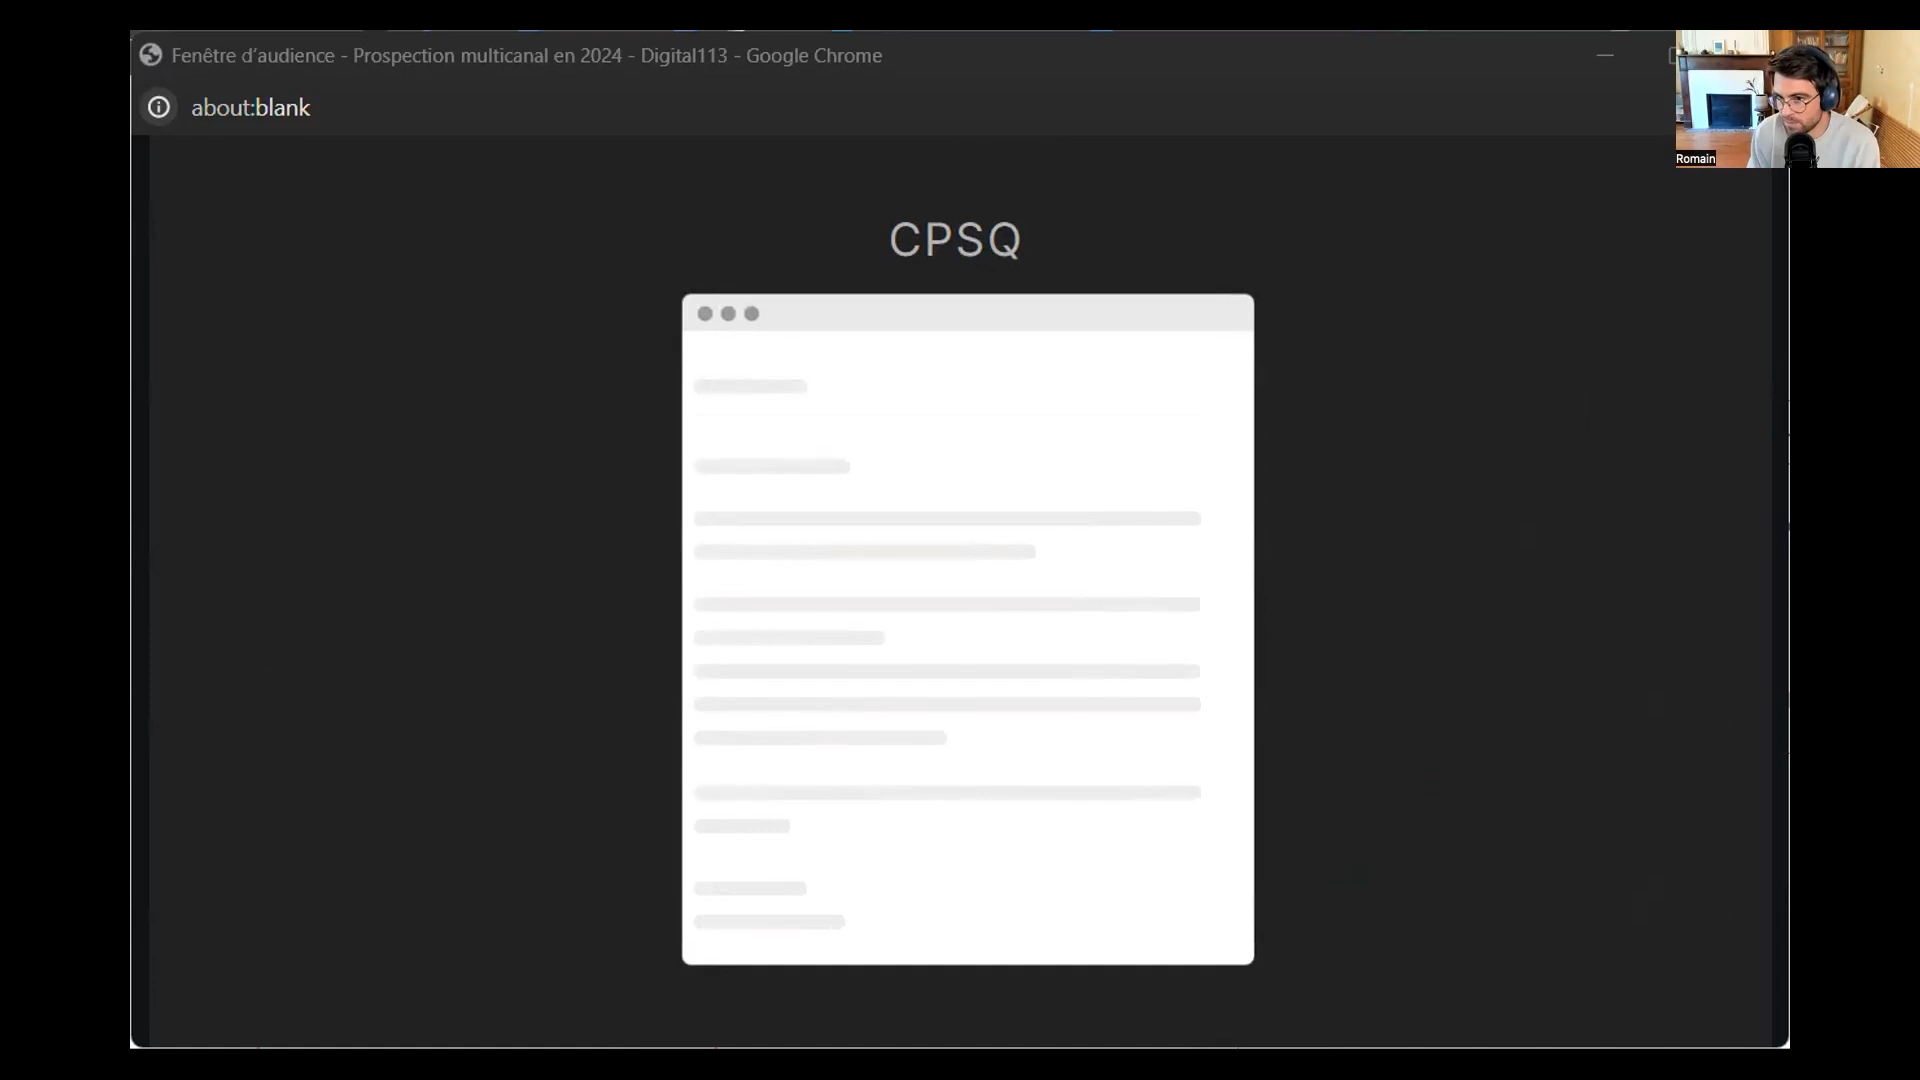 Fenêtre d’audience - Prospection multicanal en 2024 - Digital113 - Google Chrome
about:blank
Romain
CPSQ